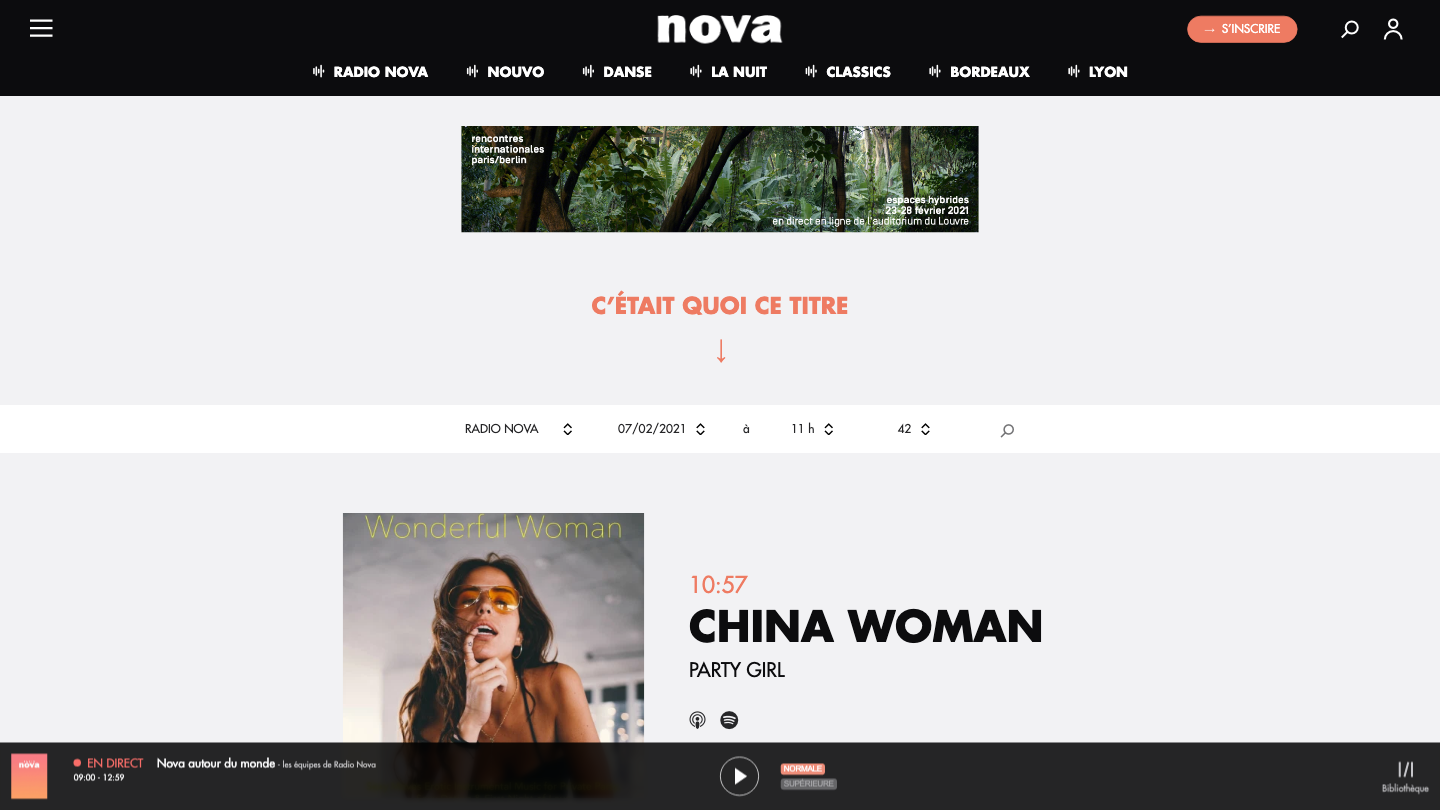 nova
→ S'INSCRIRE
RADIO NOVA
NOUVO
DANSE
LA NUIT
CLASSICS
BORDEAUX
LYON
rencontres
internationales
paris/berlin
espaces hybrides
23-28 février 2021
en direct en ligne de l'auditorium du Louvre
C'ÉTAIT QUOI CE TITRE
↓
RADIO NOVA 07/02/2021 à 11 h 42
Wonderful Woman
10:57
CHINA WOMAN
PARTY GIRL
nova
EN DIRECT Nova autour du monde - les équipes de Radio Nova
09:00 - 12:59
NORMALE
SUPÉRIEURE
Bibliothèque